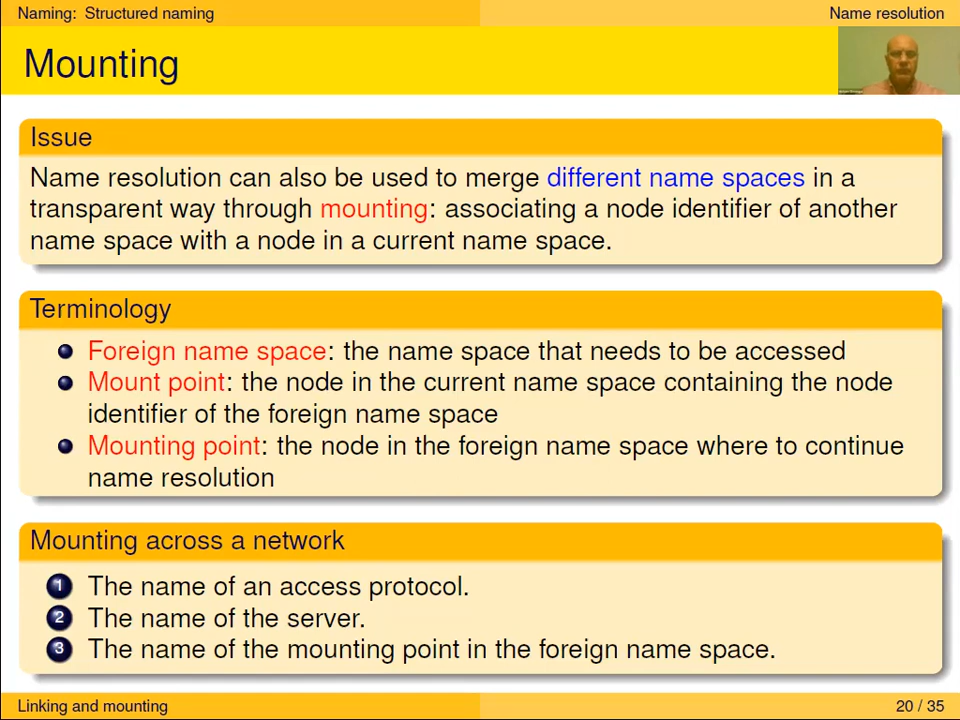 Naming: Structured naming
Name resolution
Mounting
Issue
Name resolution can also be used to merge different name spaces in a
transparent way through mounting: associating a node identifier of another
name space with a node in a current name space.
Terminology
Foreign name space: the name space that needs to be accessed
Mount point: the node in the current name space containing the node
identifier of the foreign name space
Mounting point: the node in the foreign name space where to continue
name resolution
Mounting across a network
1 The name of an access protocol.
2 The name of the server.
3 The name of the mounting point in the foreign name space.
Linking and mounting
20 / 35